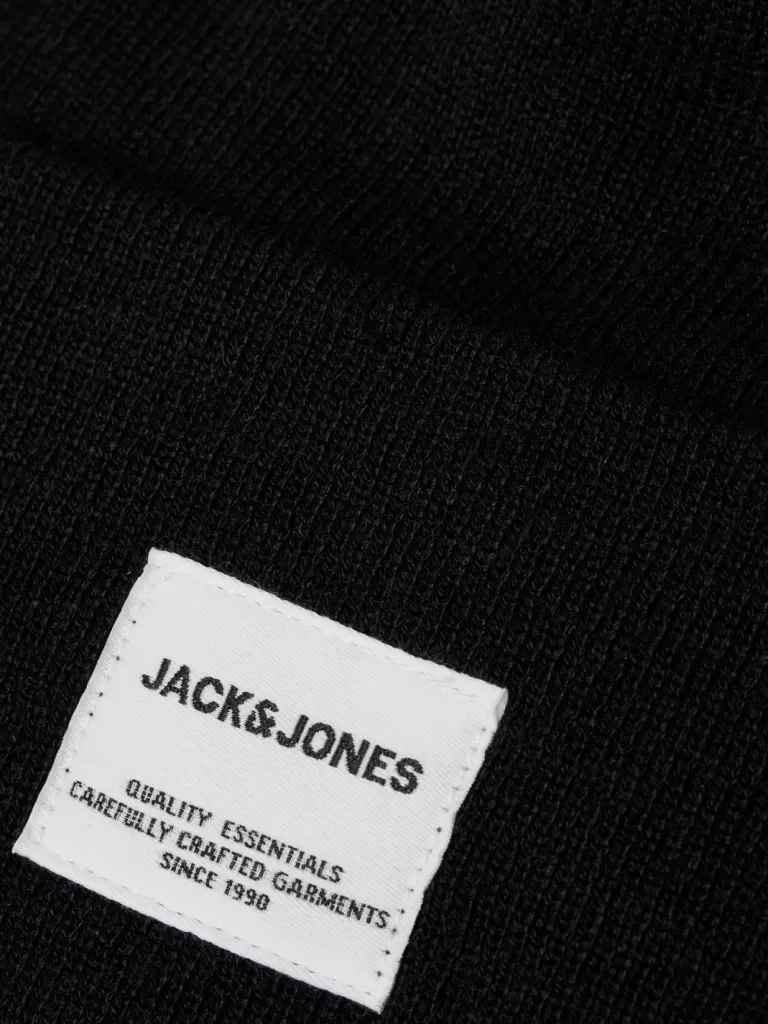 JACK&JONES
QUALITY ESSENTIALS
CAREFULLY CRAFTED GARMENTS
SINCE 1990